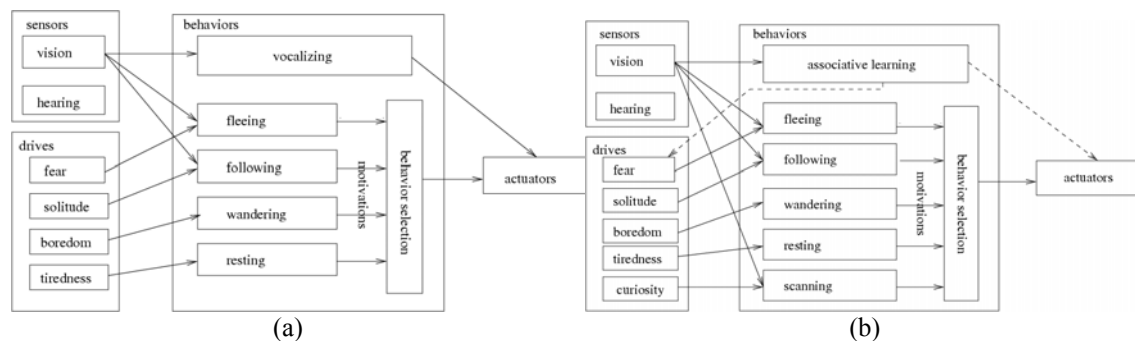 sensors
vision
hearing
drives
fear
solitude
boredom
tiredness
behaviors
vocalizing
fleeing
following
wandering
resting
motivations
behavior selection
actuators
(a)
sensors
vision
hearing
drives
fear
solitude
boredom
tiredness
curiosity
behaviors
associative learning
fleeing
following
wandering
resting
scanning
motivations
behavior selection
actuators
(b)